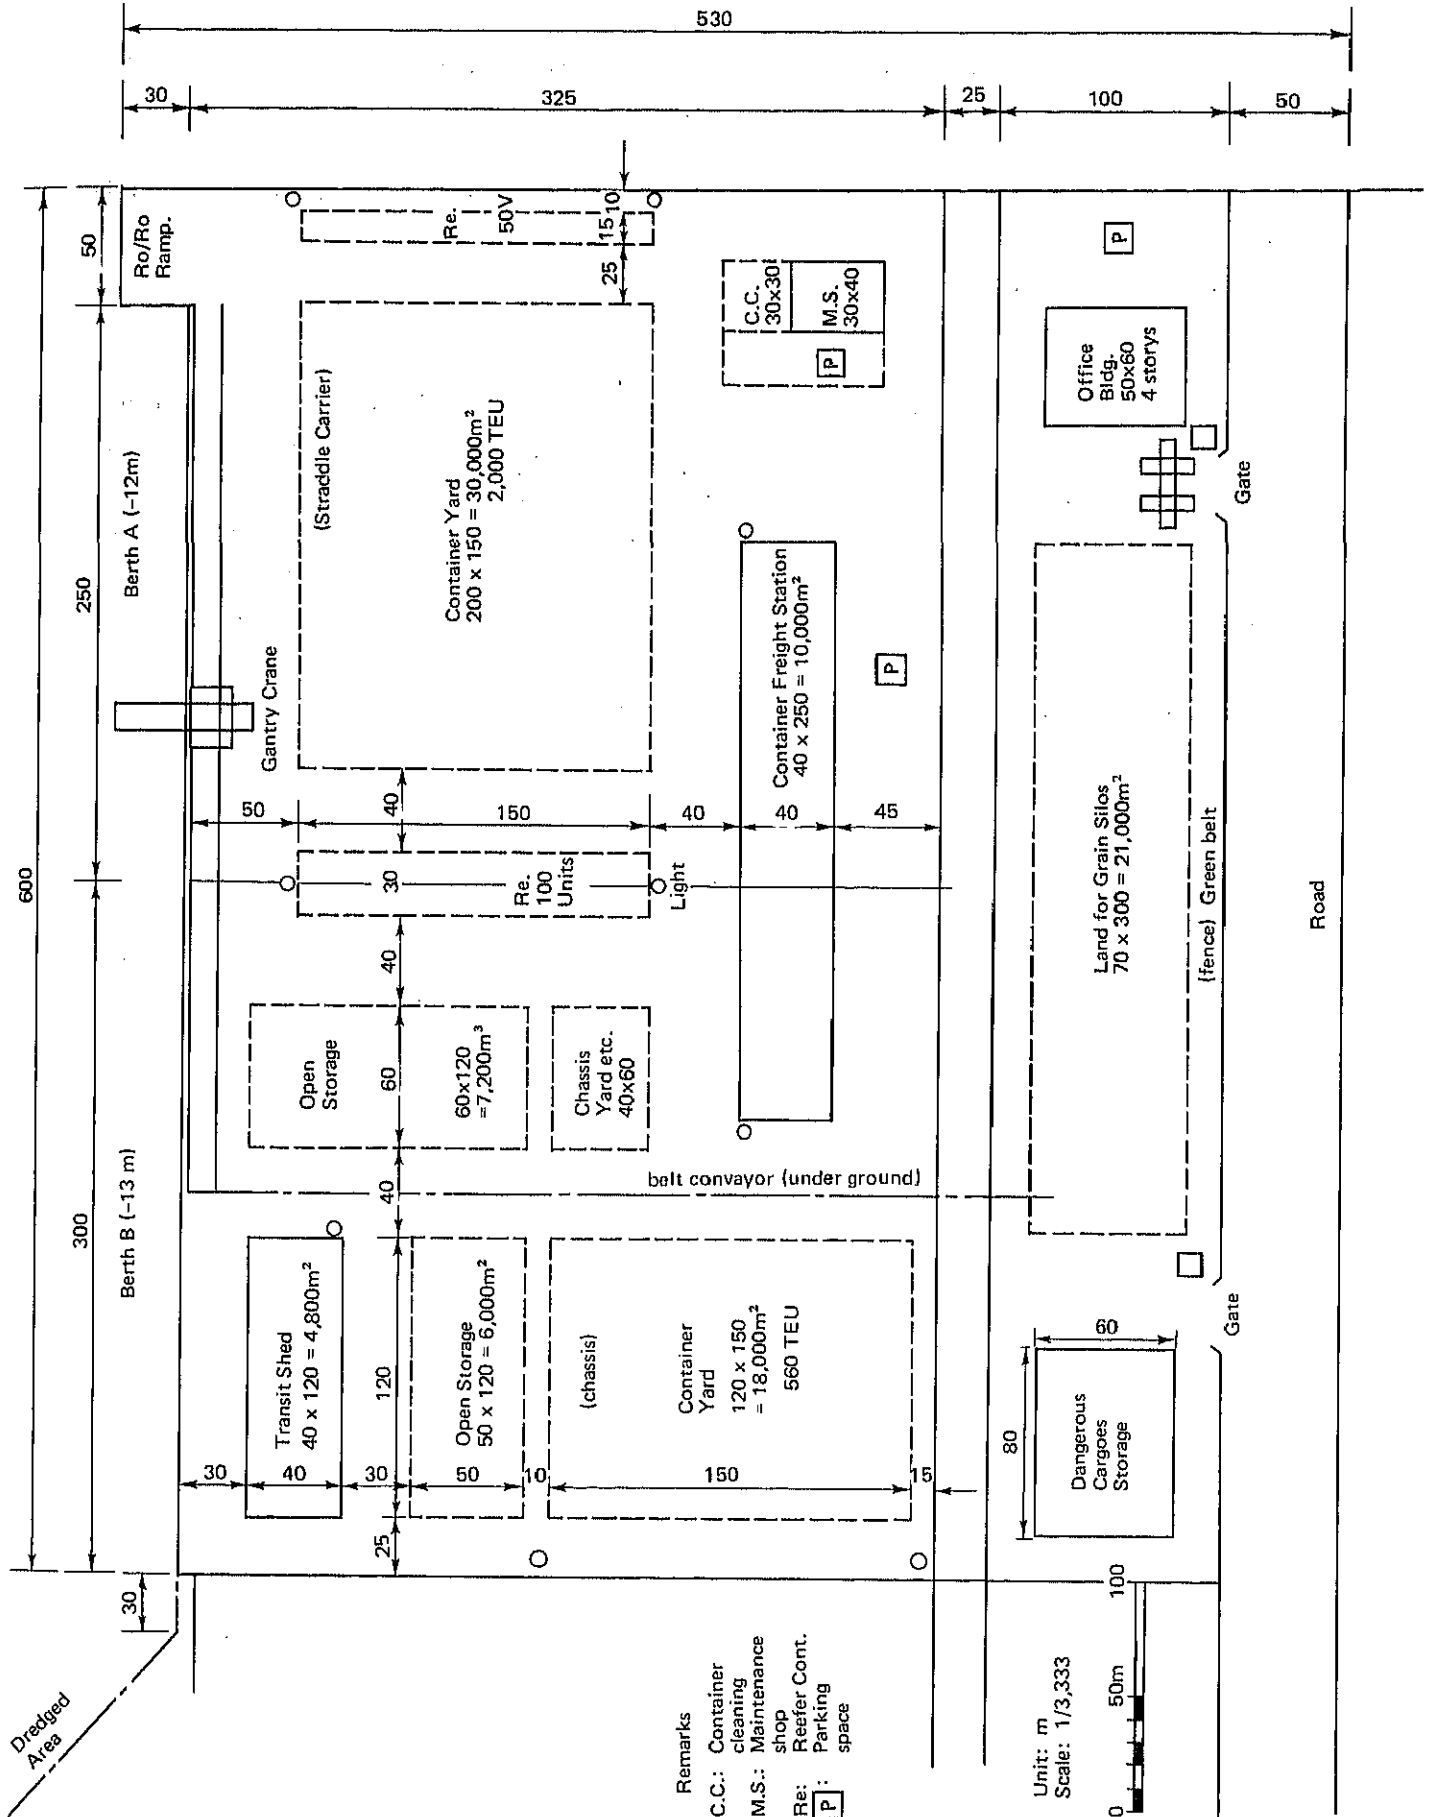 530
30
325
25
100
50
600
50
250
300
30
Ro/Ro
Ramp.
Berth A (-12m)
Berth B (-13 m)
Dredged
Area
Gantry Crane
Re.
50V
10
15
25
(Straddle Carrier)
Container Yard
200 x 150 = 30,000m²
2,000 TEU
C.C.
30x30
M.S.
30x40
P
P
Office
Bldg.
50x60
4 storys
Gate
50
150
40
40
45
40
30
Re.
100
Units
Light
Container Freight Station
40 x 250 = 10,000m²
P
40
Open
Storage
60
60x120
=7,200m³
Chassis
Yard etc.
40x60
40
belt convayor (under ground)
Land for Grain Silos
70 x 300 = 21,000m²
(fence) Green belt
Road
Transit Shed
40 x 120 = 4,800m²
120
Open Storage
50 x 120 = 6,000m²
(chassis)
Container
Yard
120 x 150
= 18,000m²
560 TEU
30
40
30
50
10
150
15
25
Gate
60
80
Dangerous
Cargoes
Storage
Remarks
C.C.: Container
cleaning
M.S.: Maintenance
shop
Re: Reefer Cont.
P : Parking
space
Unit: m
Scale: 1/3,333
0 50m 100